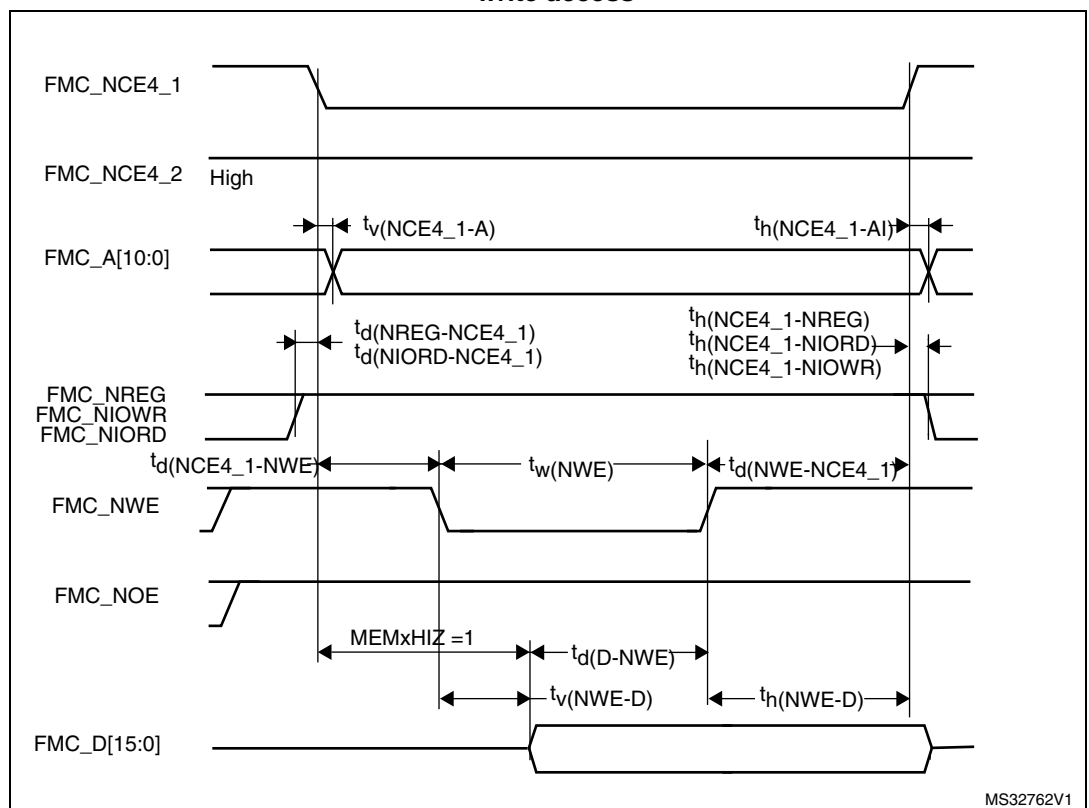 write access
FMC_NCE4_1
FMC_NCE4_2 High
tv(NCE4_1-A) th(NCE4_1-AI)
FMC_A[10:0]
td(NREG-NCE4_1) th(NCE4_1-NREG)
td(NIORD-NCE4_1) th(NCE4_1-NIORD)
th(NCE4_1-NIOWR)
FMC_NREG
FMC_NIOWR
FMC_NIORD
td(NCE4_1-NWE) tw(NWE) td(NWE-NCE4_1)
FMC_NWE
FMC_NOE
MEMxHIZ =1 td(D-NWE)
tv(NWE-D) th(NWE-D)
FMC_D[15:0]
MS32762V1